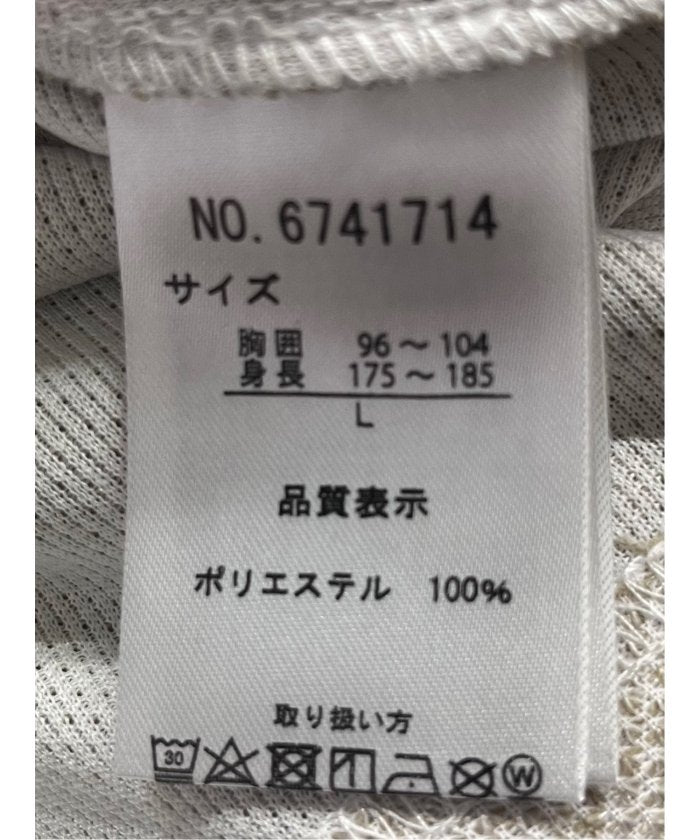 NO. 6741714
サイズ
胸囲 96～104
身長 175～185
L
品質表示
ポリエステル 100%
取り扱い方
30 W